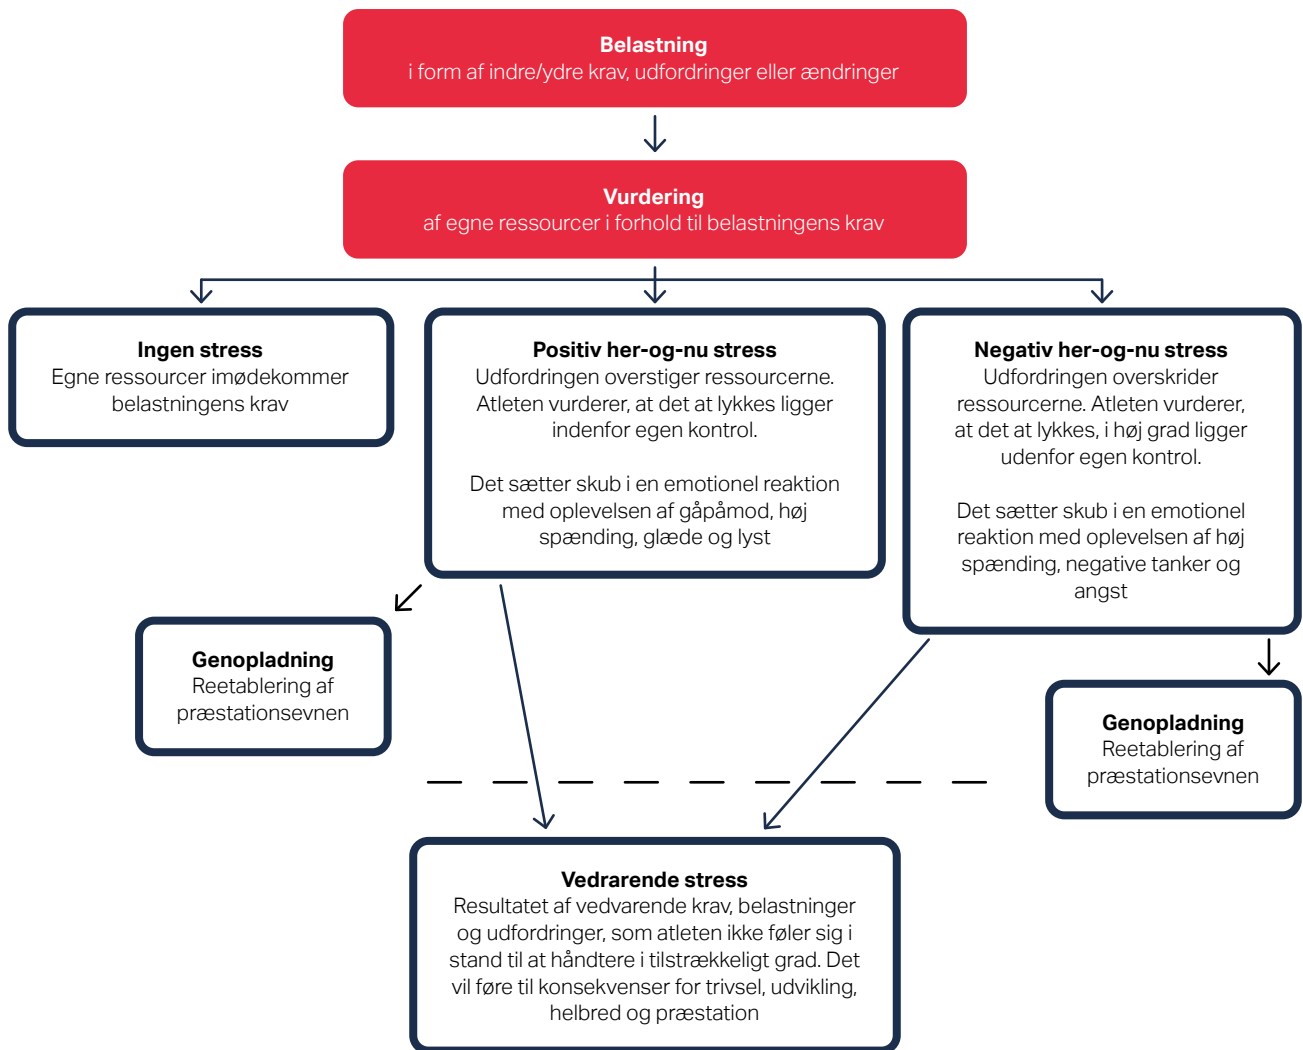 Belastning
i form af indre/ydre krav, udfordringer eller ændringer
Vurdering
af egne ressourcer i forhold til belastningens krav
Ingen stress
Egne ressourcer imødekommer
belastningens krav
Positiv her-og-nu stress
Udfordringen overstiger ressourcerne.
Atleten vurderer, at det at lykkes ligger
indenfor egen kontrol.
Det sætter skub i en emotionel reaktion
med oplevelsen af gåpåmod, høj
spænding, glæde og lyst
Negativ her-og-nu stress
Udfordringen overskrider
ressourcerne. Atleten vurderer,
at det at lykkes, i høj grad ligger
udenfor egen kontrol.
Det sætter skub i en emotionel
reaktion med oplevelsen af høj
spænding, negative tanker og
angst
Genopladning
Reetablering af
præstationsevnen
Genopladning
Reetablering af
præstationsevnen
Vedrarende stress
Resultatet af vedvarende krav, belastninger
og udfordringer, som atleten ikke føler sig i
stand til at håndtere i tilstrækkeligt grad. Det
vil føre til konsekvenser for trivsel, udvikling,
helbred og præstation